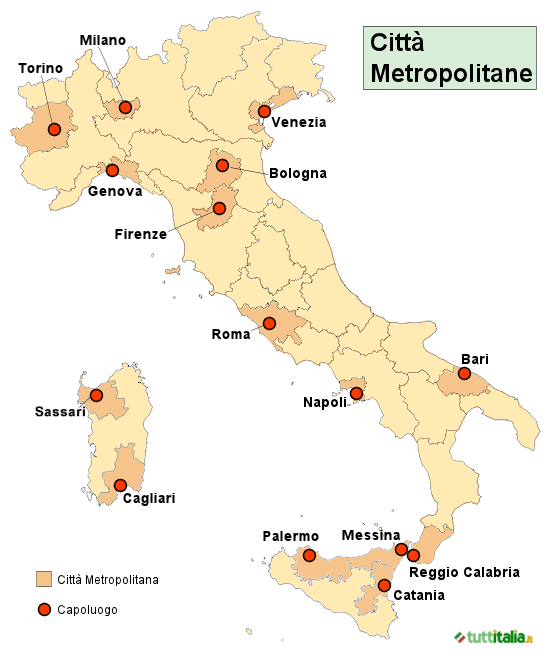 Città
Metropolitane
Milano
Torino
Venezia
Bologna
Genova
Firenze
Roma
Bari
Napoli
Sassari
Cagliari
Palermo
Messina
Reggio Calabria
Catania
Città Metropolitana
Capoluogo
tuttitalia.it